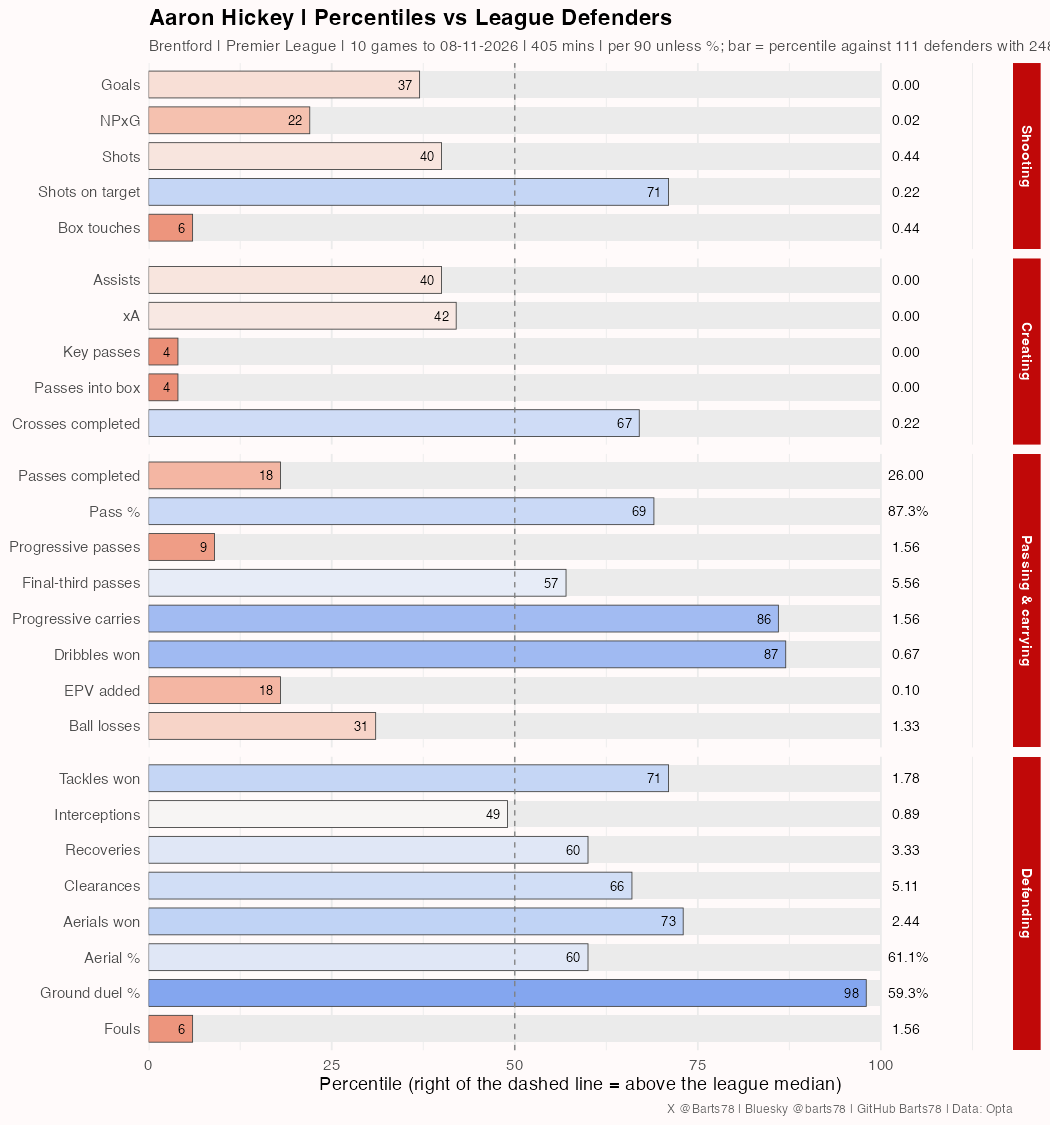 Aaron Hickey | Percentiles vs League Defenders
Brentford | Premier League | 10 games to 08-11-2026 | 405 mins | per 90 unless %; bar = percentile against 111 defenders with 248
Shooting
Goals 37 0.00
NPxG 22 0.02
Shots 40 0.44
Shots on target 71 0.22
Box touches 6 0.44
Creating
Assists 40 0.00
xA 42 0.00
Key passes 4 0.00
Passes into box 4 0.00
Crosses completed 67 0.22
Passing & carrying
Passes completed 18 26.00
Pass % 69 87.3%
Progressive passes 9 1.56
Final-third passes 57 5.56
Progressive carries 86 1.56
Dribbles won 87 0.67
EPV added 18 0.10
Ball losses 31 1.33
Defending
Tackles won 71 1.78
Interceptions 49 0.89
Recoveries 60 3.33
Clearances 66 5.11
Aerials won 73 2.44
Aerial % 60 61.1%
Ground duel % 98 59.3%
Fouls 6 1.56
0 25 50 75 100
Percentile (right of the dashed line = above the league median)
X @Barts78 | Bluesky @barts78 | GitHub Barts78 | Data: Opta